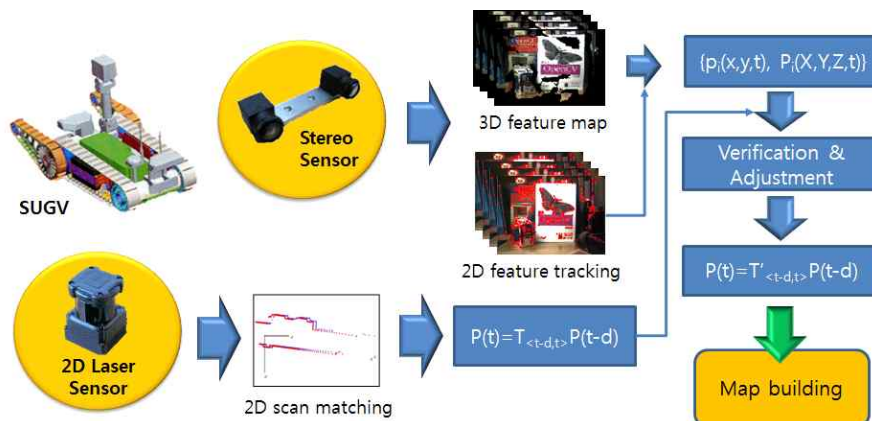 SUGV
Stereo
Sensor
OpenCV
3D feature map
2D feature tracking
{pᵢ(x,y,t), Pᵢ(X,Y,Z,t)}
Verification &
Adjustment
P(t)=T'<t-d,t>P(t-d)
Map building
2D Laser
Sensor
2D scan matching
P(t)=T<t-d,t>P(t-d)